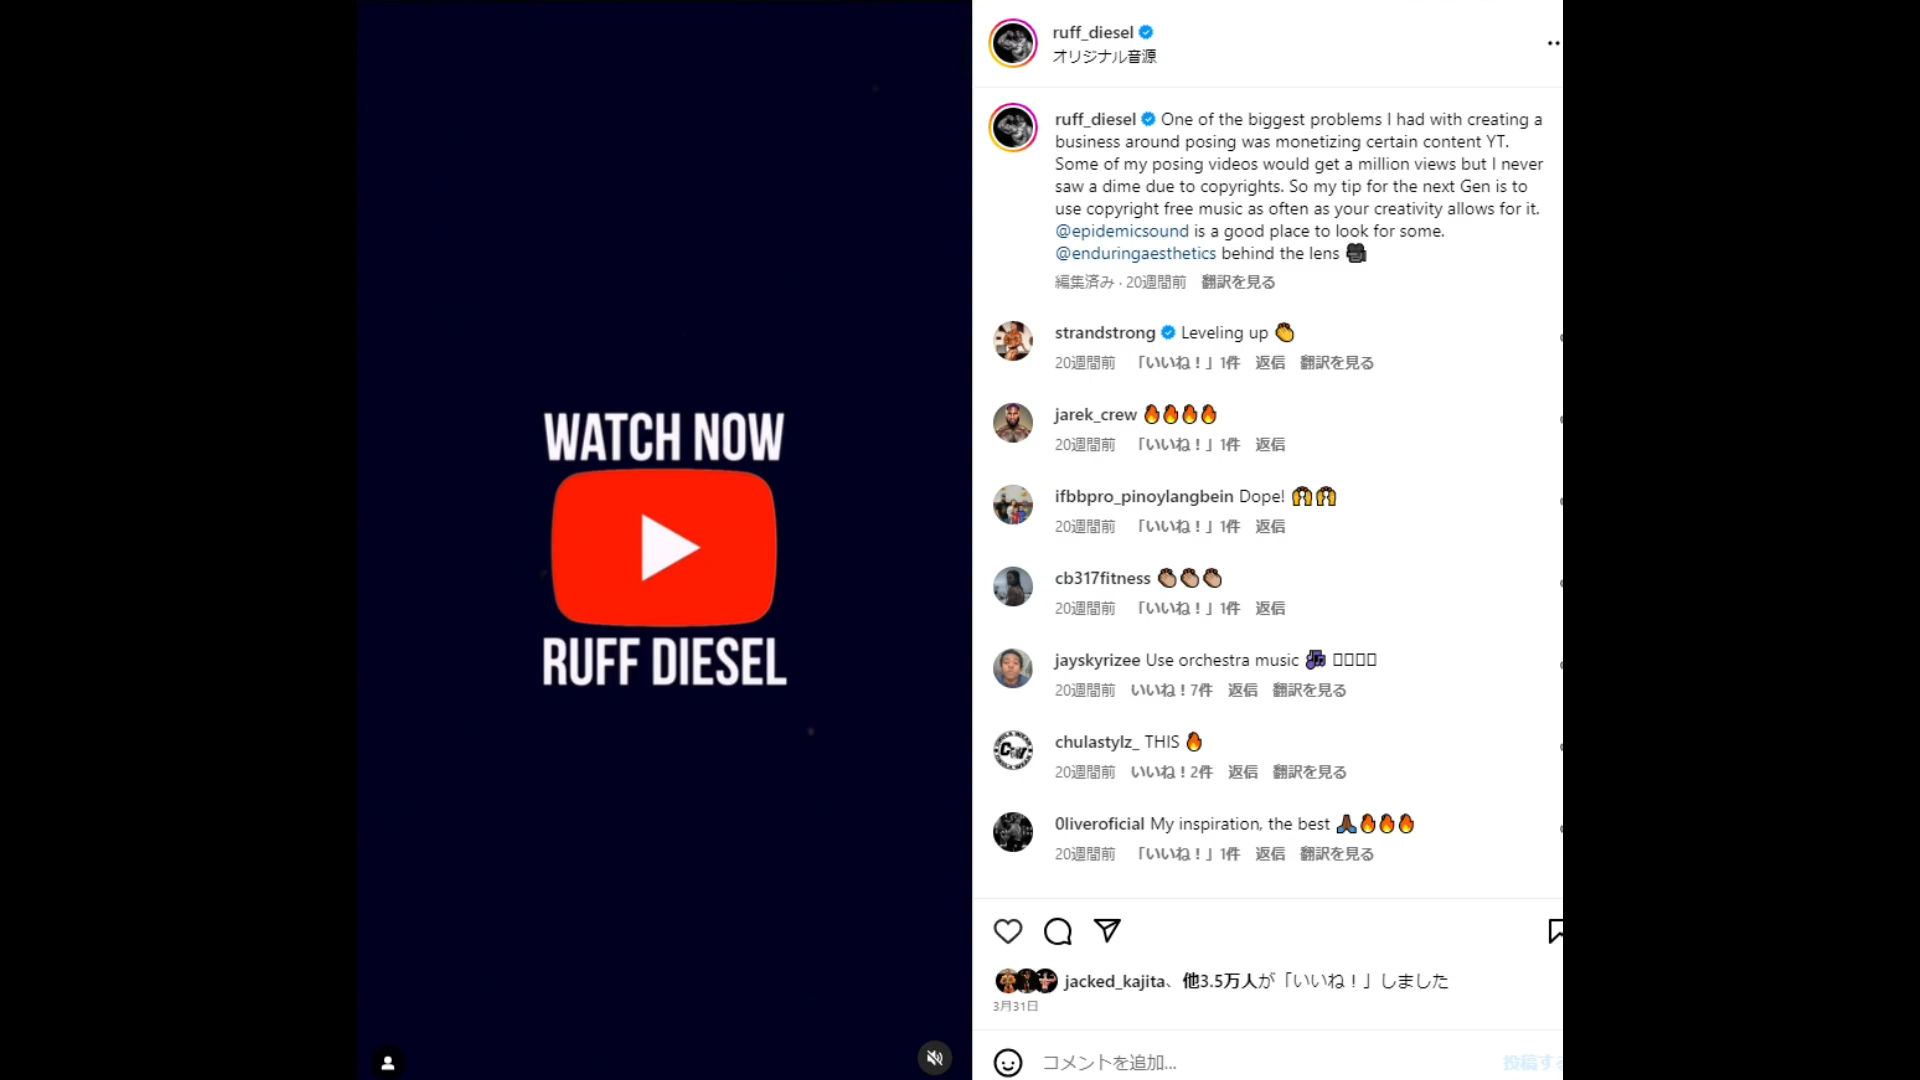 WATCH NOW
RUFF DIESEL
ruff_diesel
オリジナル音源
ruff_diesel One of the biggest problems I had with creating a
business around posing was monetizing certain content YT.
Some of my posing videos would get a million views but I never
saw a dime due to copyrights. So my tip for the next Gen is to
use copyright free music as often as your creativity allows for it.
@epidemicsound is a good place to look for some.
@enduringaesthetics behind the lens 🎥
編集済み · 20週間前 翻訳を見る
strandstrong Leveling up 👏
20週間前 「いいね！」1件 返信 翻訳を見る
jarek_crew 🔥🔥🔥🔥
20週間前 「いいね！」1件 返信
ifbbpro_pinoylangbein Dope! 🙌🙌
20週間前 「いいね！」1件 返信
cb317fitness 👏🏼👏🏼👏🏼
20週間前 「いいね！」1件 返信
jayskyrizee Use orchestra music 🎶 □□□□
20週間前 いいね！7件 返信 翻訳を見る
chulastylz_ THIS 🔥
20週間前 いいね！2件 返信 翻訳を見る
0liveroficial My inspiration, the best 🙏🏾🔥🔥🔥
20週間前 「いいね！」1件 返信 翻訳を見る
jacked_kajita、他3.5万人が「いいね！」しました
3月31日
コメントを追加...
投稿する